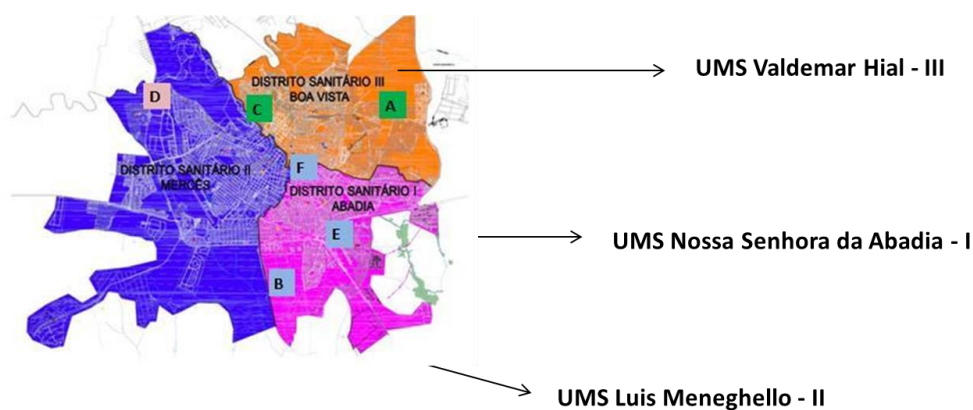 UMS Valdemar Hial - III
DISTRITO SANITÁRIO III
BOA VISTA
D
C
A
F
DISTRITO SANITÁRIO II
MERCÊS
DISTRITO SANITÁRIO I
ABADIA
E
UMS Nossa Senhora da Abadia - I
B
UMS Luis Meneghello - II